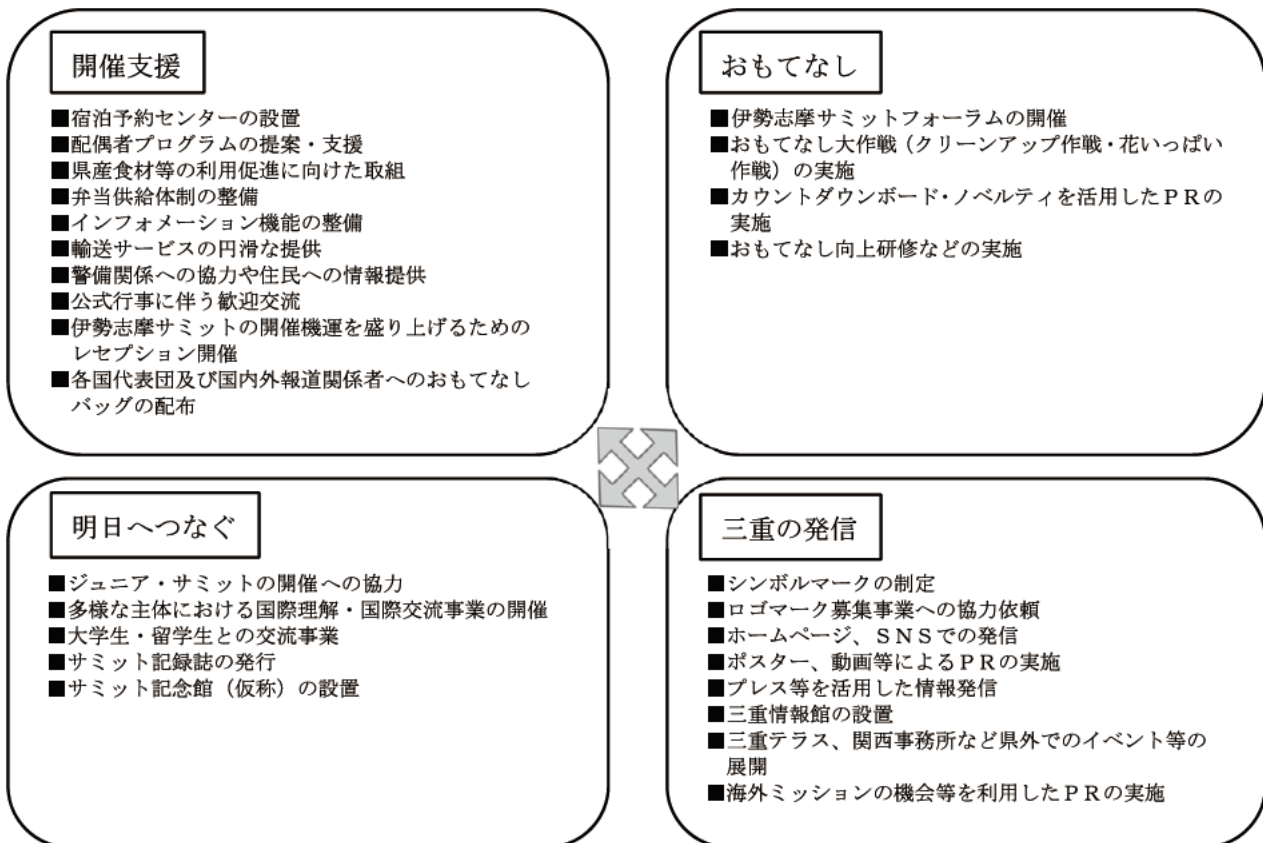 開催支援
■宿泊予約センターの設置
■配偶者プログラムの提案・支援
■県産食材等の利用促進に向けた取組
■弁当供給体制の整備
■インフォメーション機能の整備
■輸送サービスの円滑な提供
■警備関係への協力や住民への情報提供
■公式行事に伴う歓迎交流
■伊勢志摩サミットの開催機運を盛り上げるための
レセプション開催
■各国代表団及び国内外報道関係者へのおもてなし
バッグの配布
おもてなし
■伊勢志摩サミットフォーラムの開催
■おもてなし大作戦（クリーンアップ作戦・花いっぱい
作戦）の実施
■カウントダウンボード・ノベルティを活用したＰＲの
実施
■おもてなし向上研修などの実施
明日へつなぐ
■ジュニア・サミットの開催への協力
■多様な主体における国際理解・国際交流事業の開催
■大学生・留学生との交流事業
■サミット記録誌の発行
■サミット記念館（仮称）の設置
三重の発信
■シンボルマークの制定
■ロゴマーク募集事業への協力依頼
■ホームページ、ＳＮＳでの発信
■ポスター、動画等によるＰＲの実施
■プレス等を活用した情報発信
■三重情報館の設置
■三重テラス、関西事務所など県外でのイベント等の
展開
■海外ミッションの機会等を利用したＰＲの実施